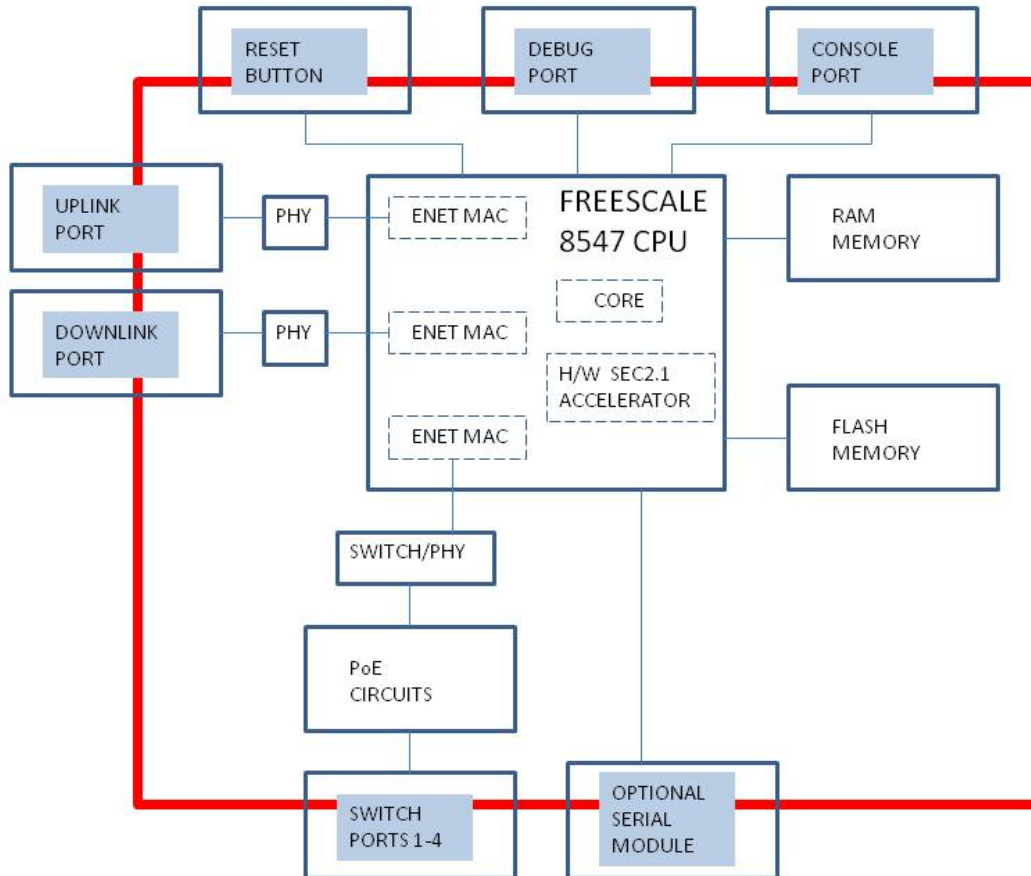 RESET
BUTTON
DEBUG
PORT
CONSOLE
PORT
UPLINK
PORT
PHY
ENET MAC
FREESCALE
8547 CPU
RAM
MEMORY
DOWNLINK
PORT
PHY
ENET MAC
CORE
H/W SEC2.1
ACCELERATOR
ENET MAC
FLASH
MEMORY
SWITCH/PHY
PoE
CIRCUITS
SWITCH
PORTS 1-4
OPTIONAL
SERIAL
MODULE